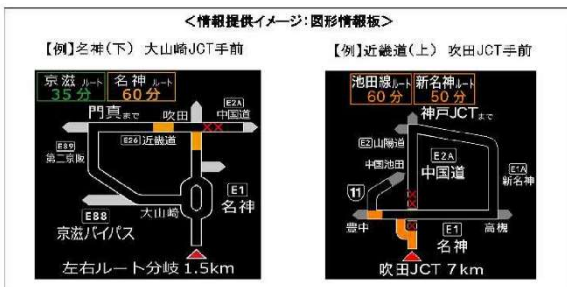 ＜情報提供イメージ：図形情報板＞
【例】名神(下) 大山崎JCT手前
京滋 ルート
35分
名神 ルート
60分
門真まで
吹田
E2A
中国道
E26 近畿道
E89
第二京阪
E1
名神
大山崎
E88
京滋バイパス
左右ルート分岐 1.5km
【例】近畿道(上) 吹田JCT手前
池田線ルート
60分
新名神ルート
50分
神戸JCTまで
E2 山陽道
E2A
中国道
中国池田
E1A
新名神
11
豊中
E1
名神
高槻
吹田JCT 7km